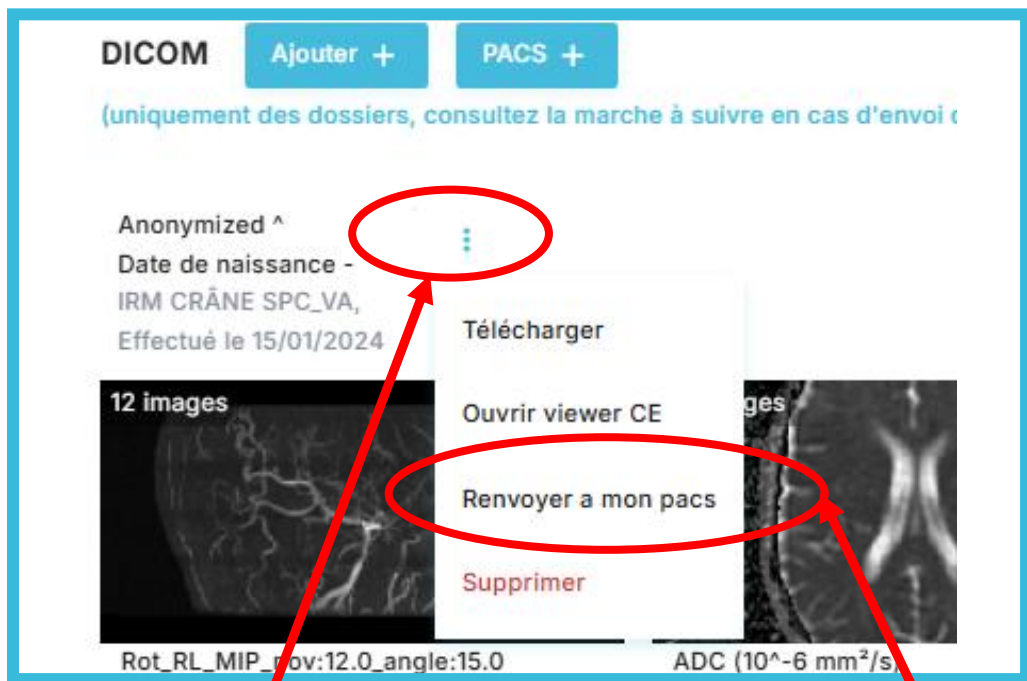 DICOM
Ajouter +
PACS +
(uniquement des dossiers, consultez la marche à suivre en cas d'envoi
Anonymized ^
Date de naissance -
IRM CRÂNE SPC_VA,
Effectué le 15/01/2024
Télécharger
Ouvrir viewer CE
Renvoyer a mon pacs
Supprimer
12 images
ges
Rot_RL_MIP_nov:12.0_angle:15.0
ADC (10^-6 mm²/s)